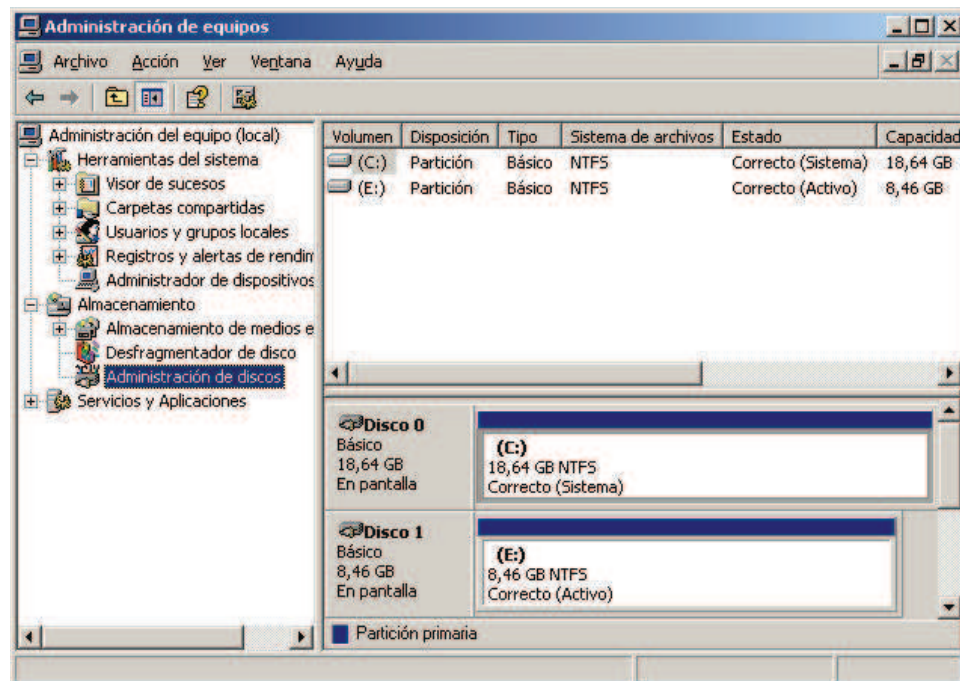 Administración de equipos
Archivo Acción Ver Ventana Ayuda
Administración del equipo (local)
Herramientas del sistema
Visor de sucesos
Carpetas compartidas
Usuarios y grupos locales
Registros y alertas de rendim
Administrador de dispositivos
Almacenamiento
Almacenamiento de medios e
Desfragmentador de disco
Administración de discos
Servicios y Aplicaciones
Volumen Disposición Tipo Sistema de archivos Estado Capacidad
(C:) Partición Básico NTFS Correcto (Sistema) 18,64 GB
(E:) Partición Básico NTFS Correcto (Activo) 8,46 GB
Disco 0
Básico
18,64 GB
En pantalla
(C:)
18,64 GB NTFS
Correcto (Sistema)
Disco 1
Básico
8,46 GB
En pantalla
(E:)
8,46 GB NTFS
Correcto (Activo)
Partición primaria